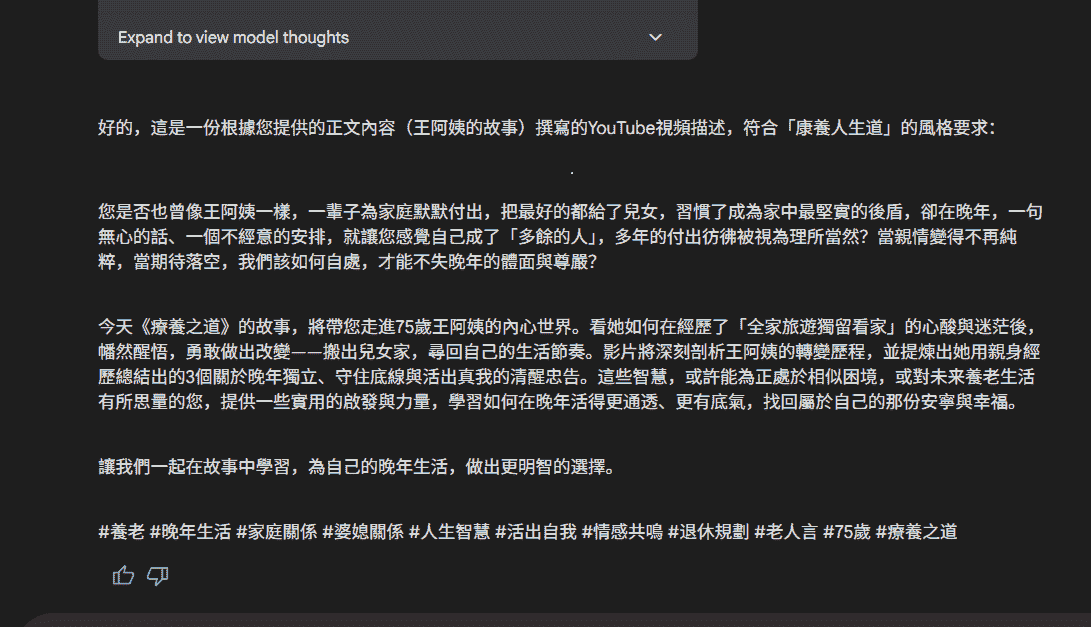 Expand to view model thoughts
好的，這是一份根據您提供的正文內容（王阿姨的故事）撰寫的YouTube視頻描述，符合「康養人生道」的風格要求：
.
您是否也曾像王阿姨一樣，一輩子為家庭默默付出，把最好的都給了兒女，習慣了成為家中最堅實的後盾，卻在晚年，一句
無心的話、一個不經意的安排，就讓您感覺自己成了「多餘的人」，多年的付出彷彿被視為理所當然？當親情變得不再純
粹，當期待落空，我們該如何自處，才能不失晚年的體面與尊嚴？
今天《療養之道》的故事，將帶您走進75歲王阿姨的內心世界。看她如何在經歷了「全家旅遊獨留看家」的心酸與迷茫後，
幡然醒悟，勇敢做出改變——搬出兒女家，尋回自己的生活節奏。影片將深刻剖析王阿姨的轉變歷程，並提煉出她用親身經
歷總結出的3個關於晚年獨立、守住底線與活出真我的清醒忠告。這些智慧，或許能為正處於相似困境，或對未来養老生活
有所思量的您，提供一些實用的啟發與力量，學習如何在晚年活得更通透、更有底氣，找回屬於自己的那份安寧與幸福。
讓我們一起在故事中學習，為自己的晚年生活，做出更明智的選擇。
#養老 #晚年生活 #家庭關係 #婆媳關係 #人生智慧 #活出自我 #情感共鳴 #退休規劃 #老人言 #75歲 #療養之道